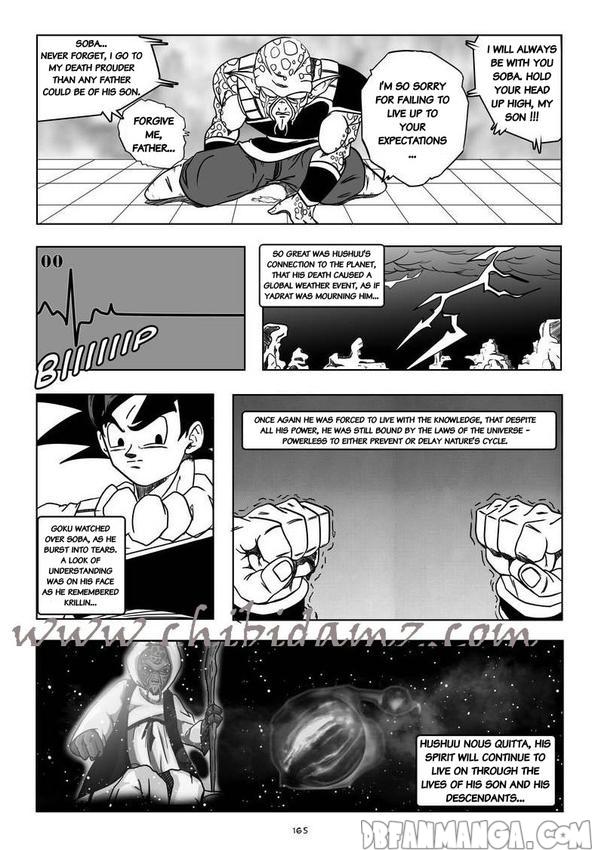 SOBA...
NEVER FORGET, I GO TO
MY DEATH PROUDER
THAN ANY FATHER
COULD BE OF HIS SON.
I WILL ALWAYS
BE WITH YOU
SOBA. HOLD
YOUR HEAD
UP HIGH, MY
SON !!!
I'M SO SORRY
FOR FAILING TO
LIVE UP TO
YOUR
EXPECTATIONS
...
FORGIVE
ME,
FATHER...
00
BIIIIIIP
SO GREAT WAS HUSHUU'S
CONNECTION TO THE PLANET,
THAT HIS DEATH CAUSED A
GLOBAL WEATHER EVENT, AS IF
YADRAT WAS MOURNING HIM...
GOKU WATCHED
OVER SOBA, AS HE
BURST INTO TEARS.
A LOOK OF
UNDERSTANDING
WAS ON HIS FACE
AS HE REMEMBERED
KRILLIN...
ONCE AGAIN HE WAS FORCED TO LIVE WITH THE KNOWLEDGE, THAT DESPITE
ALL HIS POWER, HE WAS STILL BOUND BY THE LAWS OF THE UNIVERSE -
POWERLESS TO EITHER PREVENT OR DELAY NATURE'S CYCLE.
www.chibidamz.com
HUSHUU NOUS QUITTA, HIS
SPIRIT WILL CONTINUE TO
LIVE ON THROUGH THE
LIVES OF HIS SON AND HIS
DESCENDANTS...
165
DBFANMANGA.COM